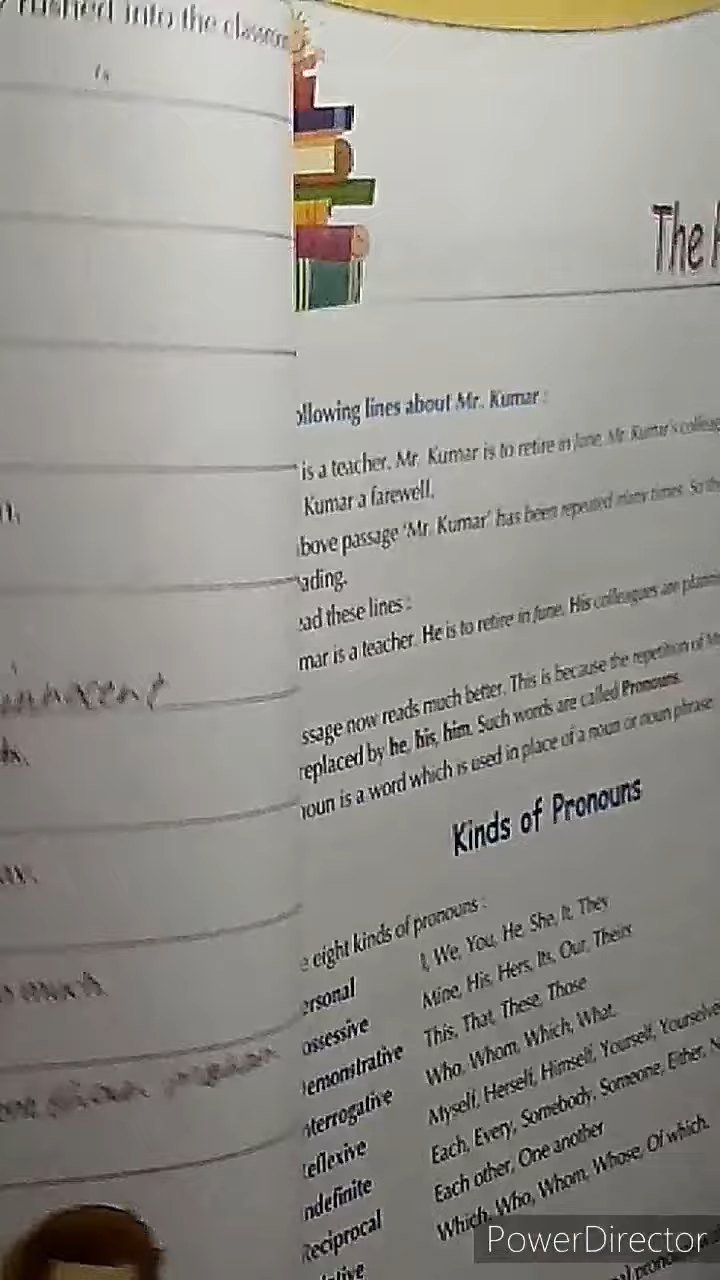 rushed into the classroom
innocent
The
ollowing lines about Mr. Kumar :
is a teacher. Mr. Kumar is to retire in June. Mr. Kumar's colleag
Kumar a farewell.
bove passage 'Mr. Kumar' has been repeated many times. So the
ading.
ead these lines :
mar is a teacher. He is to retire in June. His colleagues are planni
ssage now reads much better. This is because the repetition of M
replaced by he, his, him. Such words are called Pronouns.
noun is a word which is used in place of a noun or noun phrase.
Kinds of Pronouns
e eight kinds of pronouns :
ersonal I, We, You, He, She, It, They
ossessive Mine, His, Hers, Its, Our, Theirs
emonstrative This, That, These, Those
nterrogative Who, Whom, Which, What.
eflexive Myself, Herself, Himself, Yourself, Yourselve
ndefinite Each, Every, Somebody, Someone, Either, N
Reciprocal Each other, One another
lative Which, Who, Whom, Whose, Of which.
PowerDirector